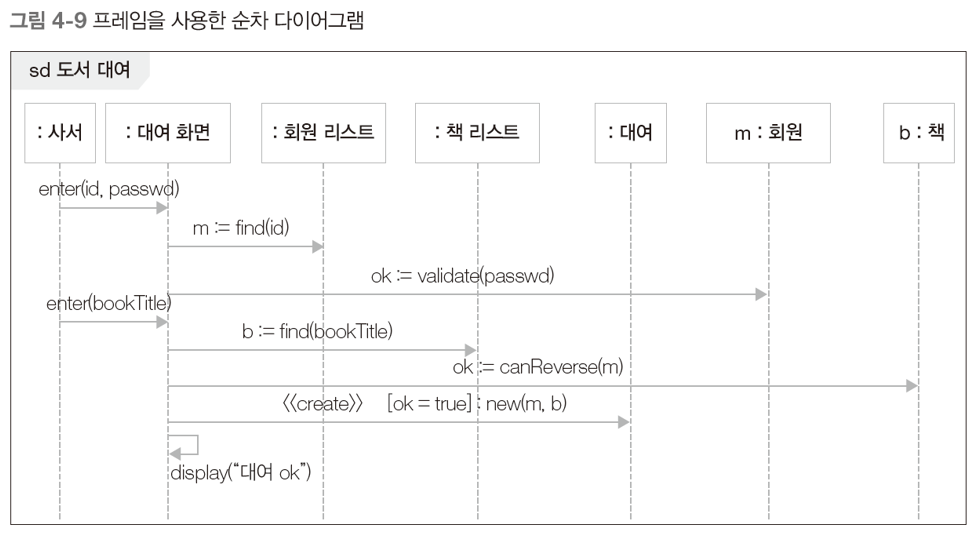 그림 4-9 프레임을 사용한 순차 다이어그램
sd 도서 대여
: 사서
: 대여 화면
: 회원 리스트
: 책 리스트
: 대여
m : 회원
b : 책
enter(id, passwd)
m := find(id)
ok := validate(passwd)
enter(bookTitle)
b := find(bookTitle)
ok := canReverse(m)
《create》 [ok = true] : new(m, b)
display(“대여 ok”)